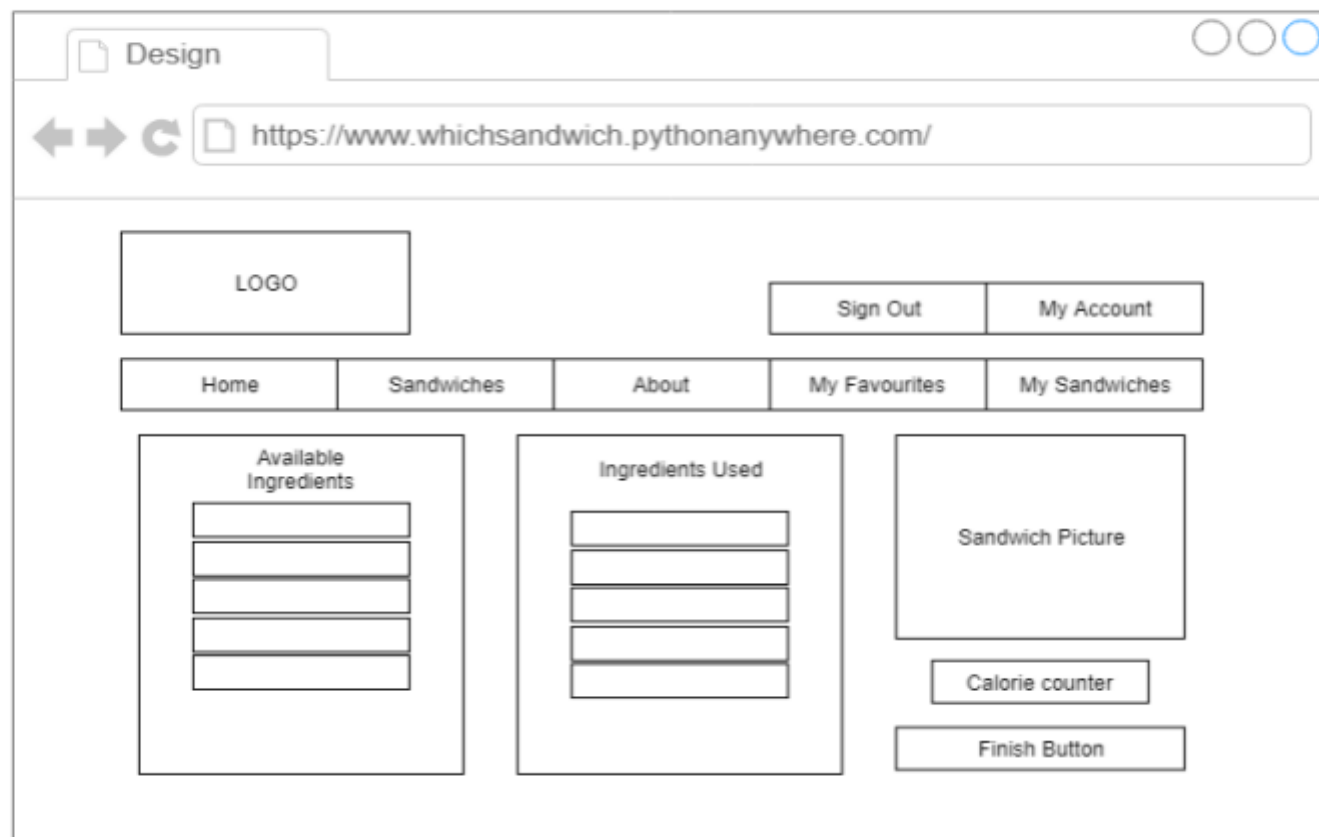 Design
https://www.whichsandwich.pythonanywhere.com/
LOGO
Sign Out
My Account
Home
Sandwiches
About
My Favourites
My Sandwiches
Available
Ingredients
Ingredients Used
Sandwich Picture
Calorie counter
Finish Button